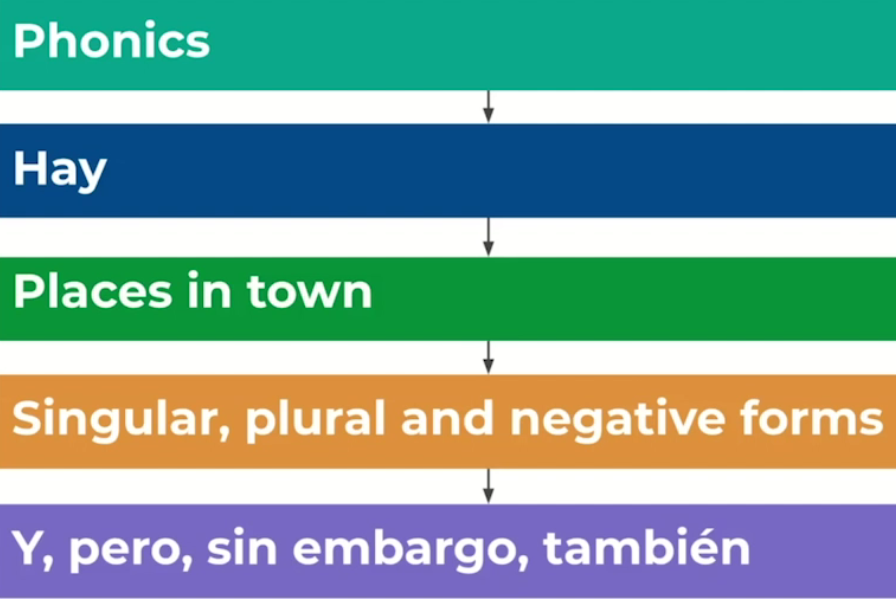 Phonics
Hay
Places in town
Singular, plural and negative forms
Y, pero, sin embargo, también